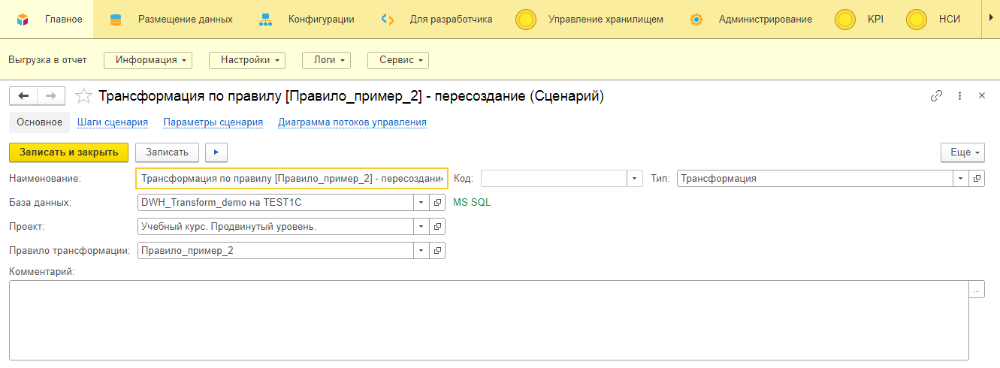 Главное Размещение данных Конфигурации Для разработчика Управление хранилищем Администрирование KPI НСИ
Выгрузка в отчет Информация Настройки Логи Сервис
Трансформация по правилу [Правило_пример_2] - пересоздание (Сценарий)
Основное Шаги сценария Параметры сценария Диаграмма потоков управления
Записать и закрыть Записать Еще
Наименование: Трансформация по правилу [Правило_пример_2] - пересоздание Код: Тип: Трансформация
База данных: DWH_Transform_demo на TEST1C MS SQL
Проект: Учебный курс. Продвинутый уровень.
Правило трансформации: Правило_пример_2
Комментарий:
...